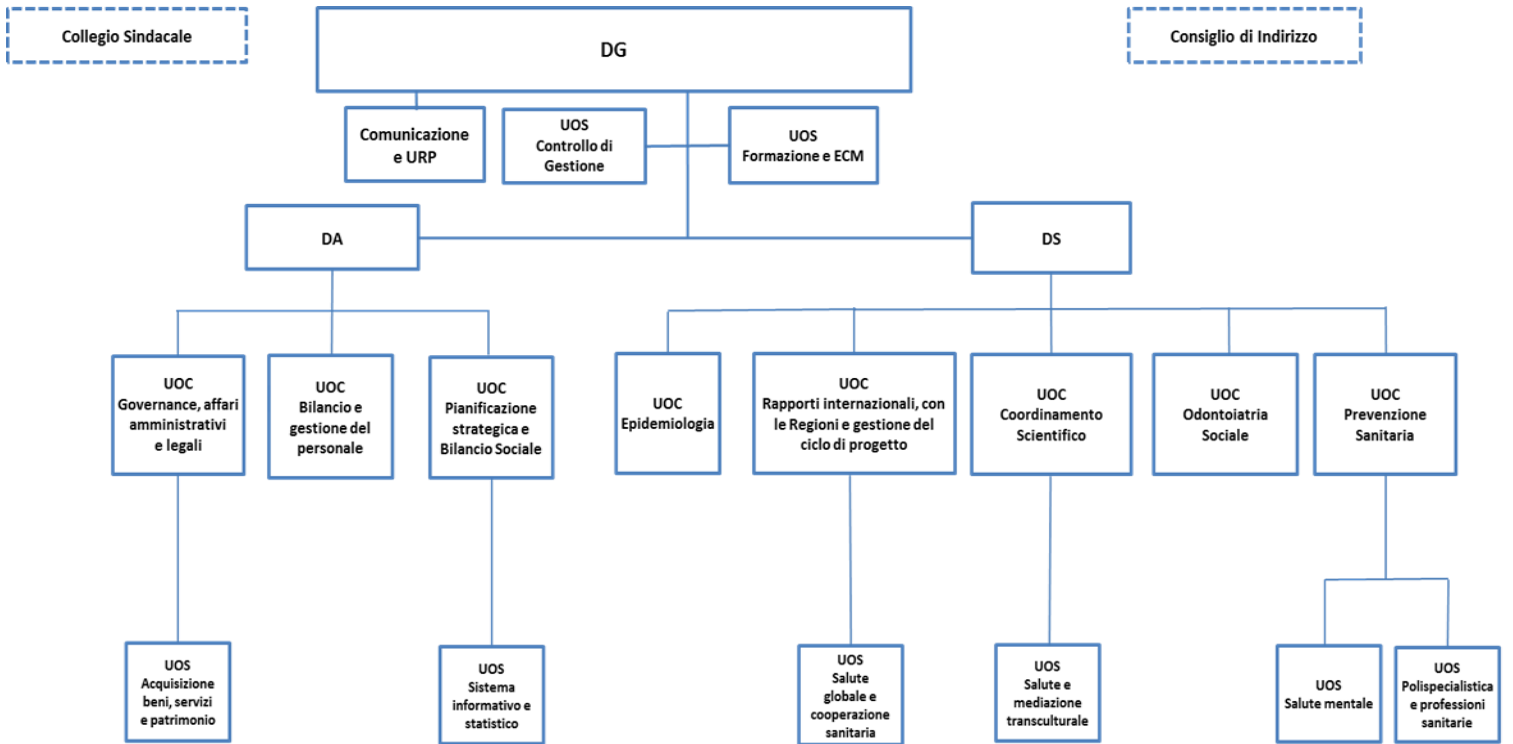 Collegio Sindacale
DG
Consiglio di Indirizzo
Comunicazione
e URP
UOS
Controllo di
Gestione
UOS
Formazione e ECM
DA
DS
UOC
Governance, affari
amministrativi
e legali
UOC
Bilancio e
gestione del
personale
UOC
Pianificazione
strategica e
Bilancio Sociale
UOC
Epidemiologia
UOC
Rapporti internazionali, con
le Regioni e gestione del
ciclo di progetto
UOC
Coordinamento
Scientifico
UOC
Odontoiatria
Sociale
UOC
Prevenzione
Sanitaria
UOS
Acquisizione
beni, servizi
e patrimonio
UOS
Sistema
informativo e
statistico
UOS
Salute
globale e
cooperazione
sanitaria
UOS
Salute e
mediazione
transculturale
UOS
Salute mentale
UOS
Polispecialistica
e professioni
sanitarie